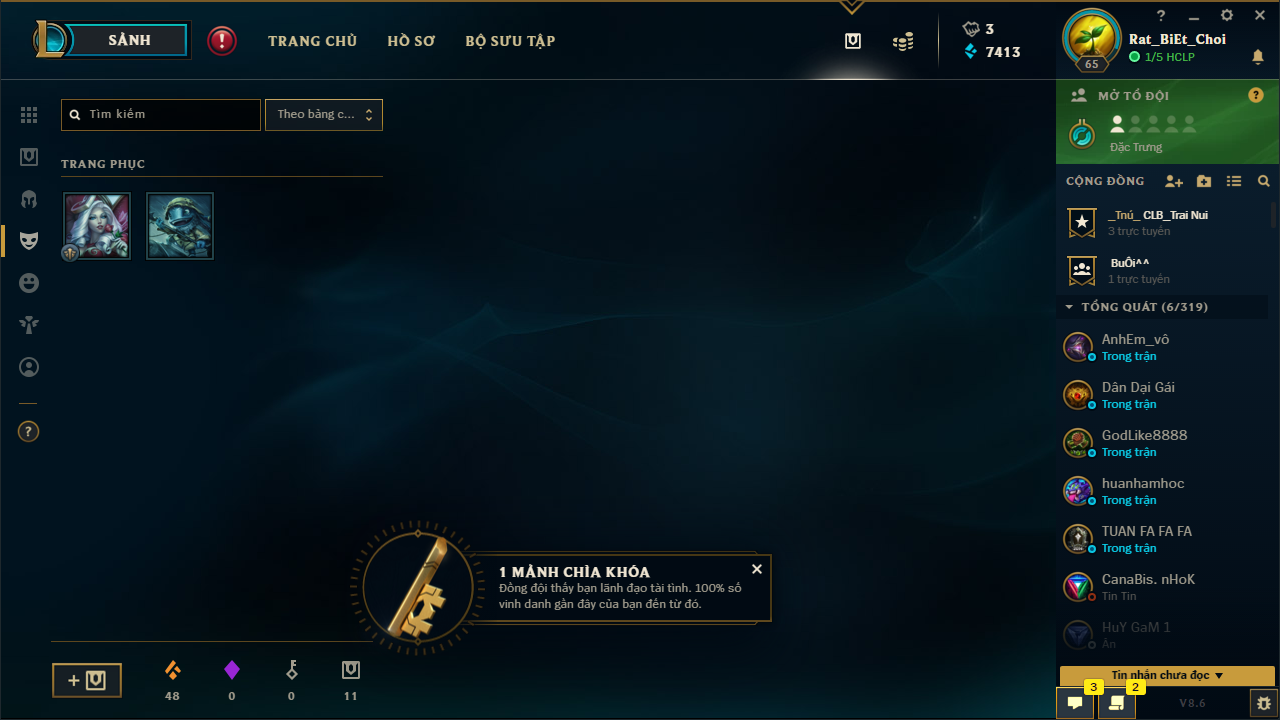 SẢNH
TRANG CHỦ
HỒ SƠ
BỘ SƯU TẬP
3
7413
?
65
Rat_BiEt_Choi
1/5 HCLP
Tìm kiếm
Theo bảng c...
TRANG PHỤC
?
1 MẢNH CHÌA KHÓA
Đồng đội thấy bạn lãnh đạo tài tình. 100% số
vinh danh gần đây của bạn đến từ đó.
48
0
0
11
MỞ TỔ ĐỘI
?
Đặc Trưng
CỘNG ĐỒNG
_Tnú_ CLB_Trai Nui
3 trực tuyến
BuÔi^^
1 trực tuyến
TỔNG QUÁT (6/319)
AnhEm_vô
Trong trận
Dân Dại Gái
Trong trận
GodLike8888
Trong trận
huanhamhoc
Trong trận
TUAN FA FA FA
Trong trận
CanaBis. nHoK
Tin Tin
HuY GaM 1
Ẩn
Tin nhắn chưa đọc
3
2
V8.6